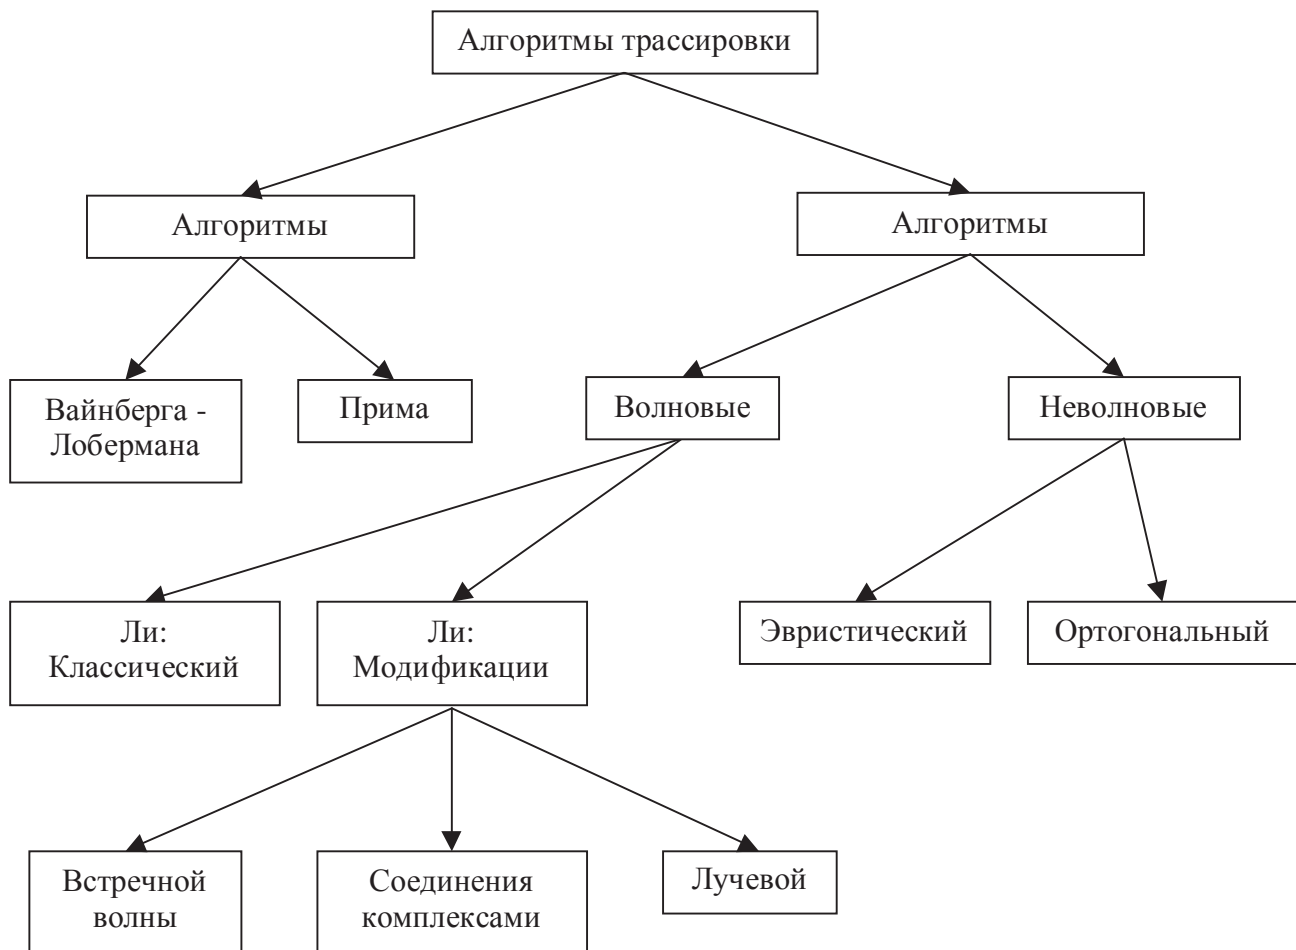 Алгоритмы трассировки
Алгоритмы
Алгоритмы
Вайнберга -
Лобермана
Прима
Волновые
Неволновые
Ли:
Классический
Ли:
Модификации
Эвристический
Ортогональный
Встречной
волны
Соединения
комплексами
Лучевой